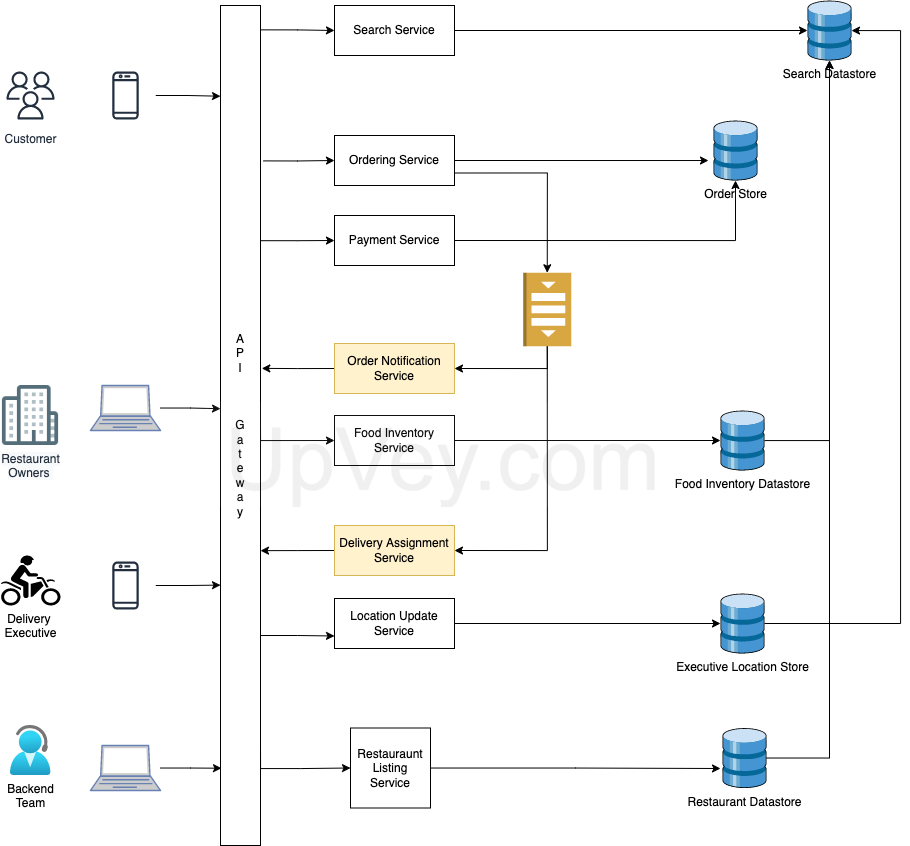 Search Service
Search Datastore
Customer
Ordering Service
Order Store
Payment Service
A
P
I
G
a
t
e
w
a
y
Order Notification
Service
Restaurant
Owners
Food Inventory
Service
UpVey.com
Food Inventory Datastore
Delivery Assignment
Service
Delivery
Executive
Location Update
Service
Executive Location Store
Backend
Team
Restauraunt
Listing
Service
Restaurant Datastore